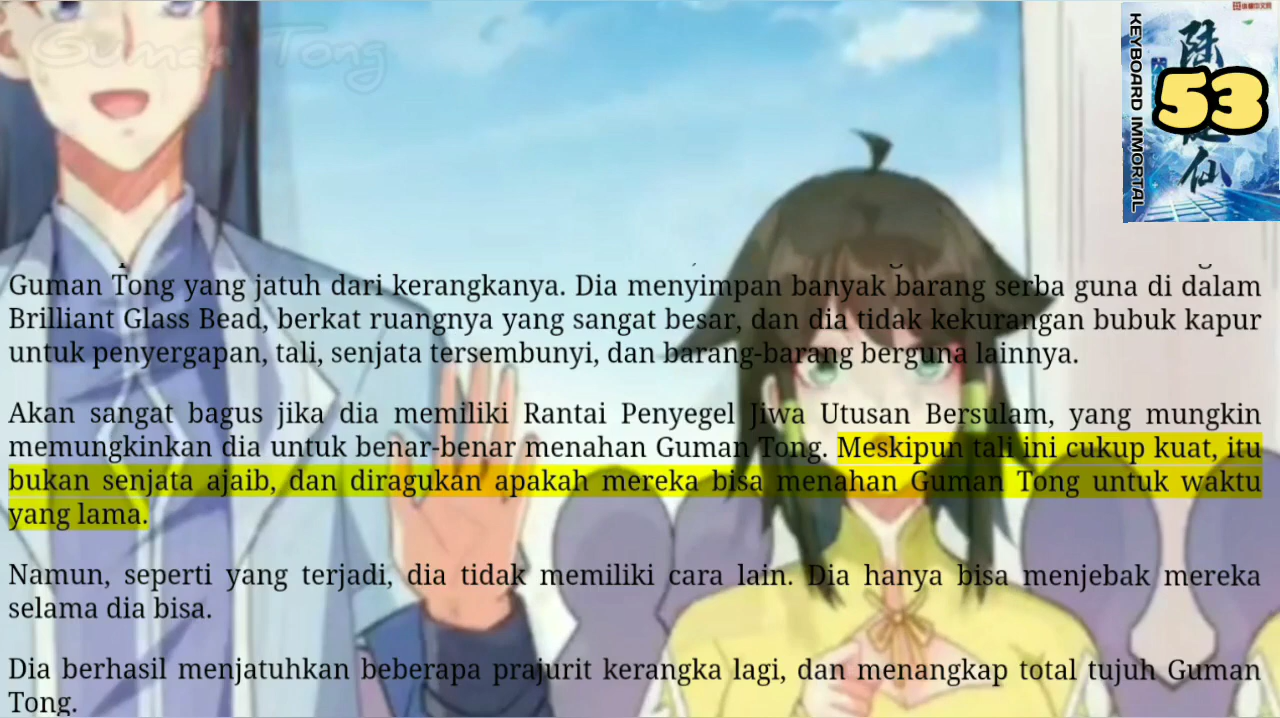 Guman Tong
KEYBOARD IMMORTAL
53
Guman Tong yang jatuh dari kerangkanya. Dia menyimpan banyak barang serba guna di dalam
Brilliant Glass Bead, berkat ruangnya yang sangat besar, dan dia tidak kekurangan bubuk kapur
untuk penyergapan, tali, senjata tersembunyi, dan barang-barang berguna lainnya.
Akan sangat bagus jika dia memiliki Rantai Penyegel Jiwa Utusan Bersulam, yang mungkin
memungkinkan dia untuk benar-benar menahan Guman Tong. Meskipun tali ini cukup kuat, itu
bukan senjata ajaib, dan diragukan apakah mereka bisa menahan Guman Tong untuk waktu
yang lama.
Namun, seperti yang terjadi, dia tidak memiliki cara lain. Dia hanya bisa menjebak mereka
selama dia bisa.
Dia berhasil menjatuhkan beberapa prajurit kerangka lagi, dan menangkap total tujuh Guman
Tong.